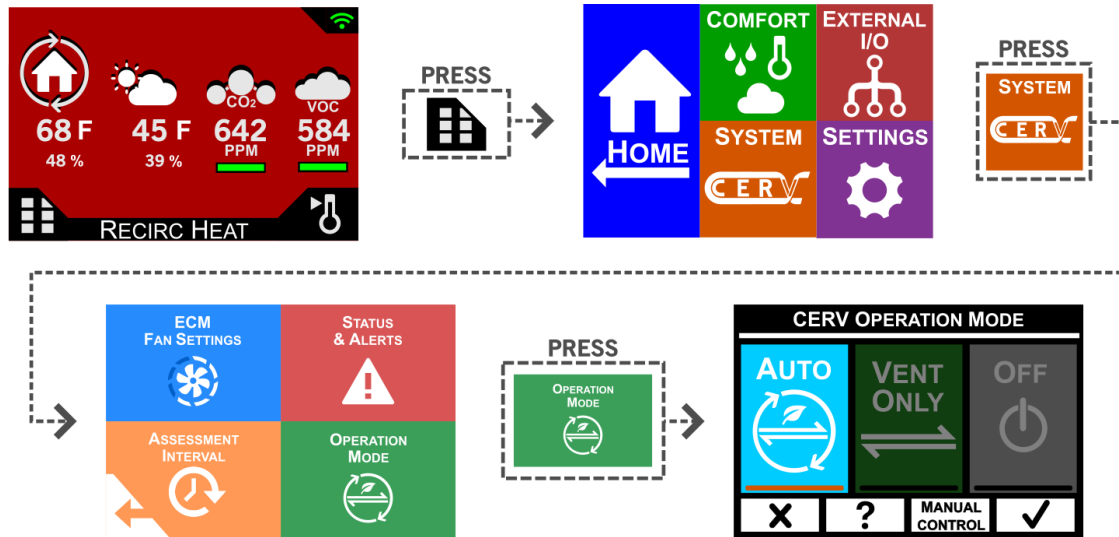 CO₂
VOC
68 F
45 F
642
584
PPM
PPM
48 %
39 %
RECIRC HEAT
PRESS
HOME
COMFORT
EXTERNAL
I/O
SYSTEM
CERV
SETTINGS
PRESS
SYSTEM
CERV
ECM
FAN SETTINGS
STATUS
& ALERTS
ASSESSMENT
INTERVAL
OPERATION
MODE
PRESS
OPERATION
MODE
CERV OPERATION MODE
AUTO
VENT
ONLY
OFF
X
?
MANUAL
CONTROL